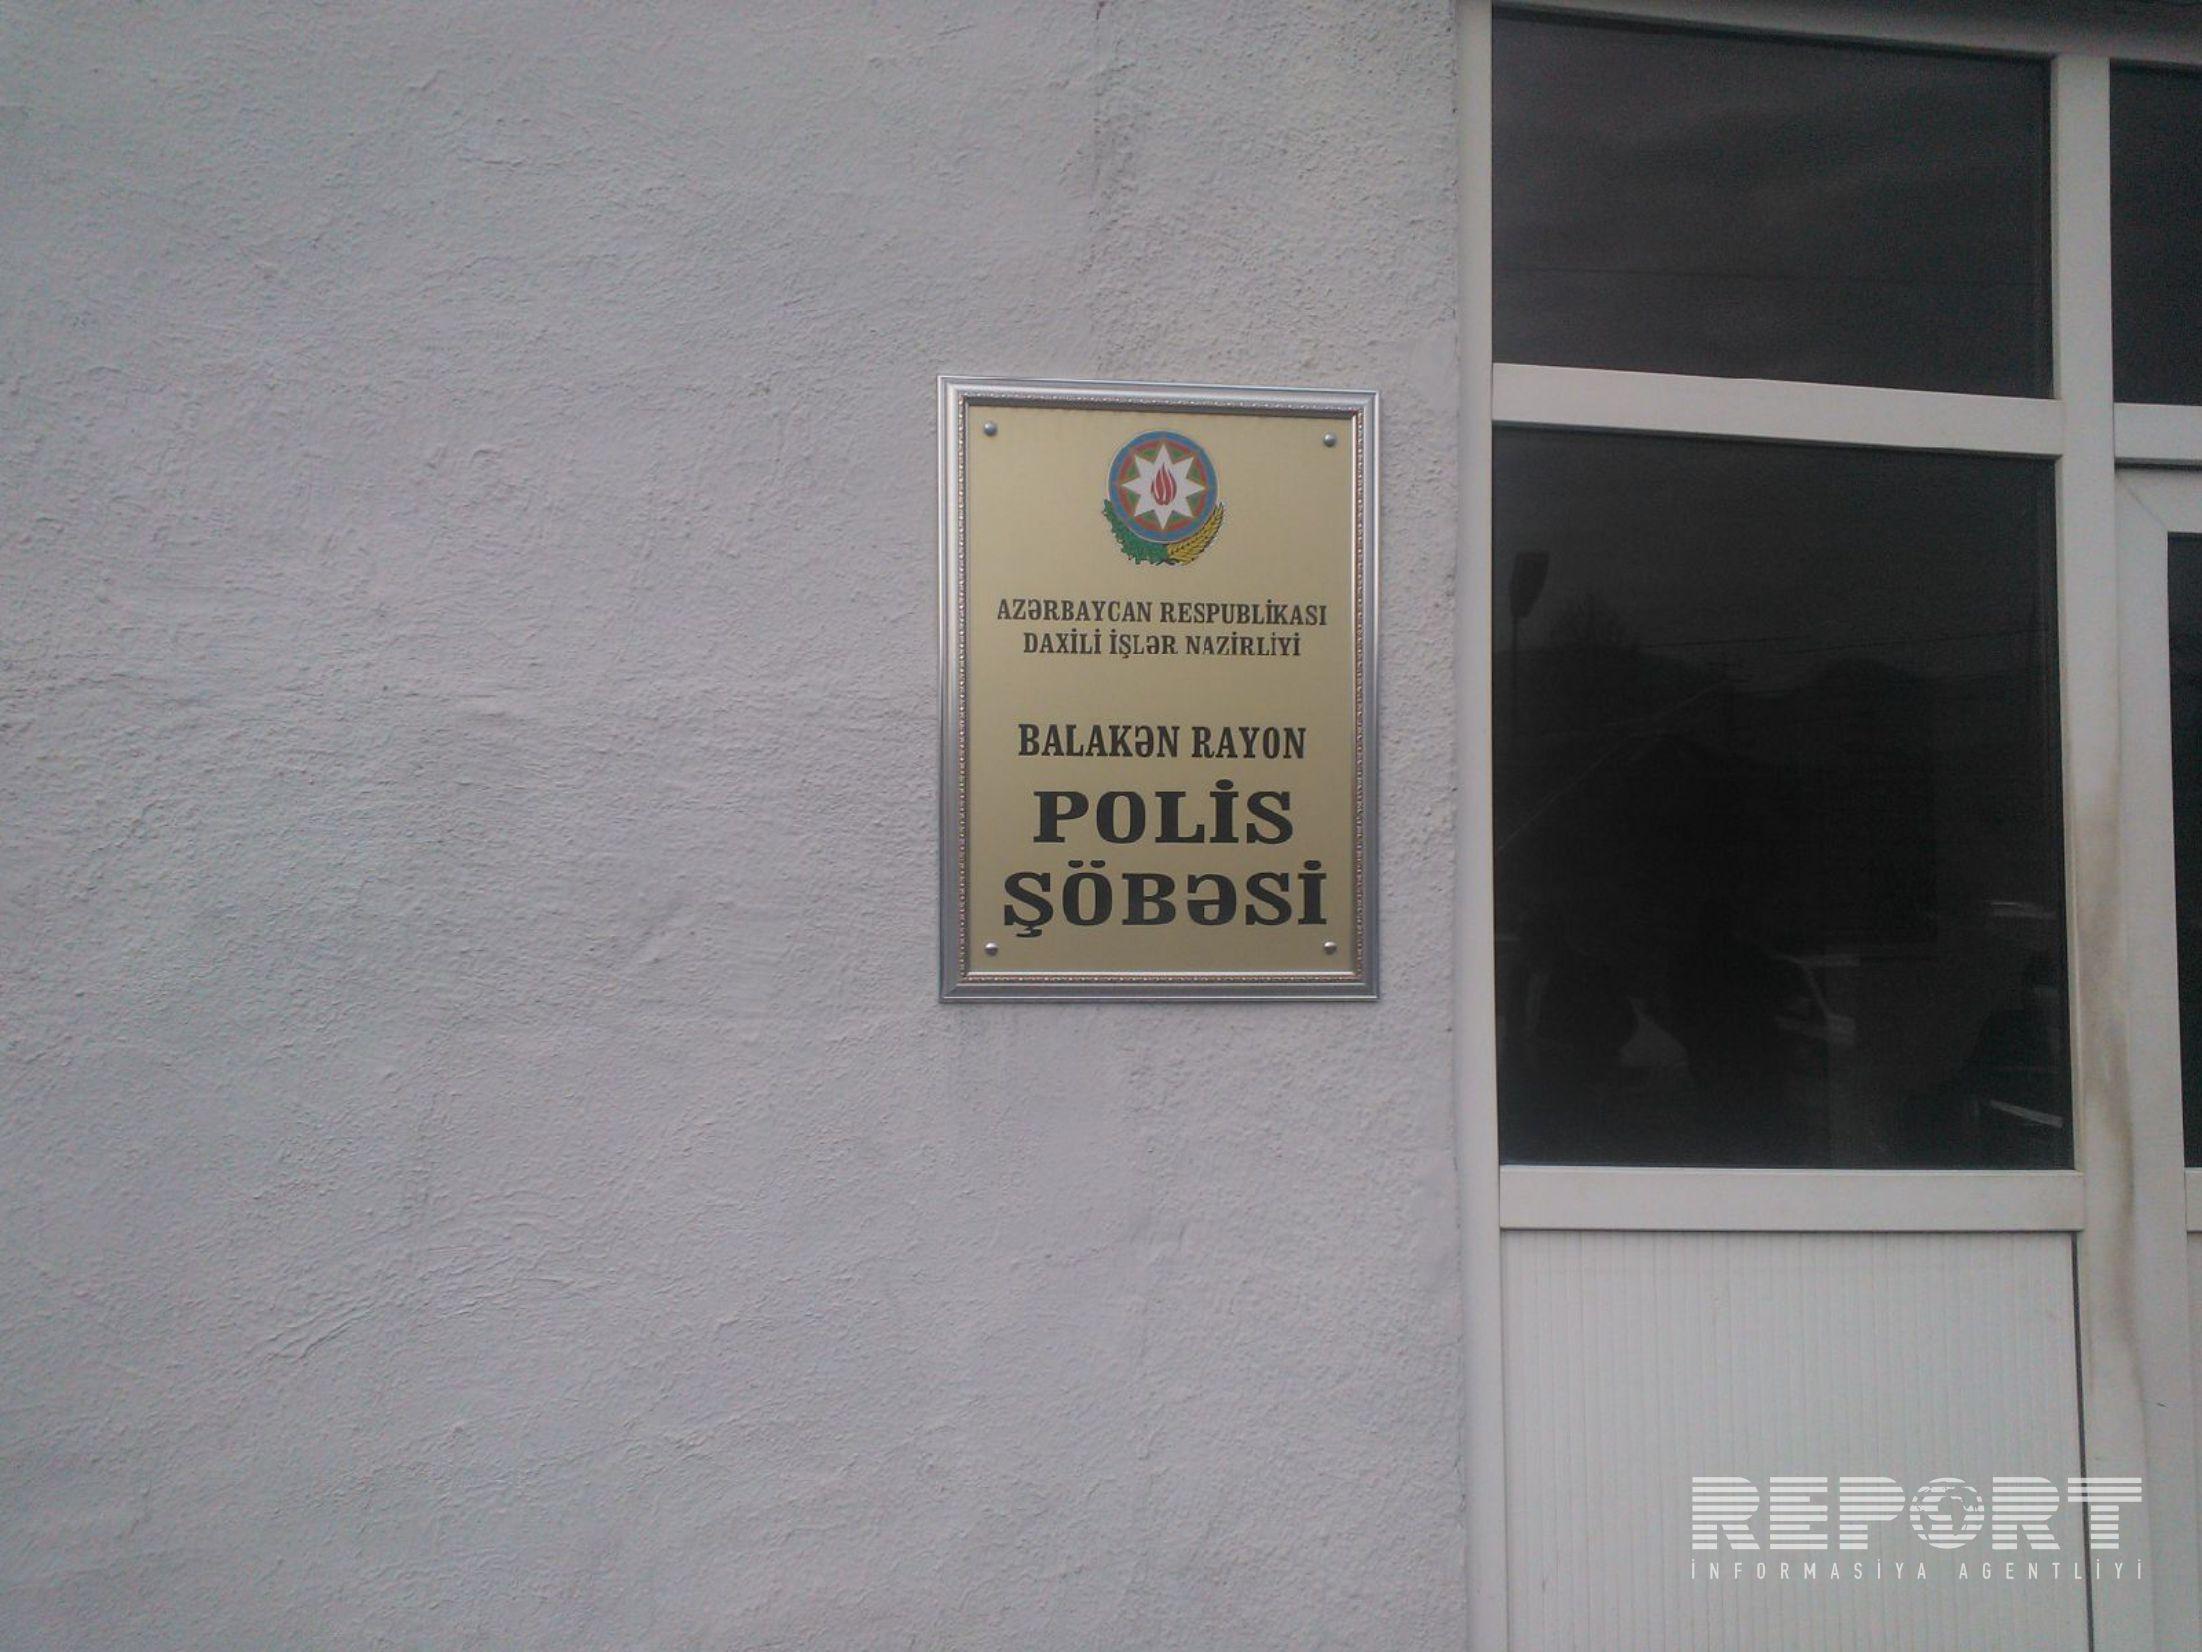 AZƏRBAYCAN RESPUBLİKASI
DAXİLİ İŞLƏR NAZİRLİYİ
BALAKƏN RAYON
POLİS
ŞÖBƏSİ
REPORT
İNFORMASİYA AGENTLİYİ